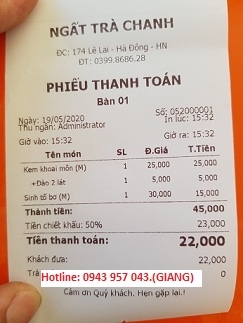 NGẤT TRÀ CHANH
ĐC: 174 Lê Lai - Hà Đông - HN
ĐT: 0399.8686.28
PHIẾU THANH TOÁN
Bàn 01
Số: 052000001
Ngày: 19/05/2020 In lúc: 15:32
Thu ngân: Administrator
Giờ vào: 15:32 Giờ ra: 15:32
Tên món SL Đ.Giá T.Tiền
Kem khoai môn (M) 1 25,000 25,000
+Đào 2 lát 1 5,000 5,000
Sinh tố bơ (M) 1 30,000 15,000
Thành tiền: 45,000
Tiền chiết khấu: 50% 23,000
Tiền thanh toán: 22,000
Khách đưa: 22,000
Trả 0
Hotline: 0943 957 043.(GIANG)
Cảm ơn Quý khách. Hẹn gặp lại.!